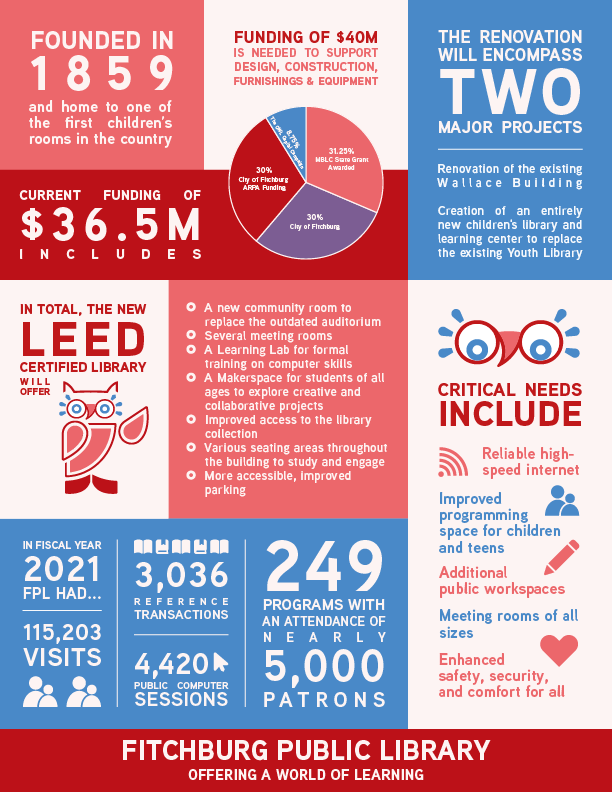 FOUNDED IN
1859
and home to one of
the first children's
rooms in the country
FUNDING OF $40M
IS NEEDED TO SUPPORT
DESIGN, CONSTRUCTION,
FURNISHINGS & EQUIPMENT
THE RENOVATION
WILL ENCOMPASS
TWO
MAJOR PROJECTS
Renovation of the existing
Wallace Building
Creation of an entirely
new children's library and
learning center to replace
the existing Youth Library
CURRENT FUNDING OF
$36.5M
INCLUDES
8.75%
31.25%
MBLC State Grant
Awarded
30%
City of Fitchburg
ARPA Funding
30%
City of Fitchburg
IN TOTAL, THE NEW
LEED
CERTIFIED LIBRARY
WILL
OFFER
A new community room to
replace the outdated auditorium
Several meeting rooms
A Learning Lab for formal
training on computer skills
A Makerspace for students of all
ages to explore creative and
collaborative projects
Improved access to the library
collection
Various seating areas throughout
the building to study and engage
More accessible, improved
parking
CRITICAL NEEDS
INCLUDE
Reliable high-
speed internet
Improved
programming
space for children
and teens
Additional
public workspaces
Meeting rooms of all
sizes
Enhanced
safety, security,
and comfort for all
IN FISCAL YEAR
2021
FPL HAD...
115,203
VISITS
3,036
REFERENCE
TRANSACTIONS
4,420
PUBLIC COMPUTER
SESSIONS
249
PROGRAMS WITH
AN ATTENDANCE OF
NEARLY
5,000
PATRONS
FITCHBURG PUBLIC LIBRARY
OFFERING A WORLD OF LEARNING